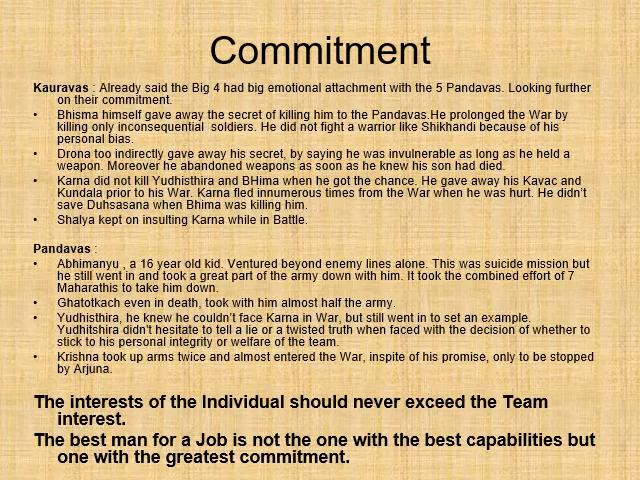 Commitment
Kauravas : Already said the Big 4 had big emotional attachment with the 5 Pandavas. Looking further
on their commitment.
• Bhisma himself gave away the secret of killing him to the Pandavas.He prolonged the War by
killing only inconsequential soldiers. He did not fight a warrior like Shikhandi because of his
personal bias.
• Drona too indirectly gave away his secret, by saying he was invulnerable as long as he held a
weapon. Moreover he abandoned weapons as soon as he knew his son had died.
• Karna did not kill Yudhisthira and BHima when he got the chance. He gave away his Kavac and
Kundala prior to his War. Karna fled innumerous times from the War when he was hurt. He didn't
save Duhsasana when Bhima was killing him.
• Shalya kept on insulting Karna while in Battle.
Pandavas :
• Abhimanyu , a 16 year old kid. Ventured beyond enemy lines alone. This was suicide mission but
he still went in and took a great part of the army down with him. It took the combined effort of 7
Maharathis to take him down.
• Ghatotkach even in death, took with him almost half the army.
• Yudhisthira, he knew he couldn't face Karna in War, but still went in to set an example.
Yudhitshira didn't hesitate to tell a lie or a twisted truth when faced with the decision of whether to
stick to his personal integrity or welfare of the team.
• Krishna took up arms twice and almost entered the War, inspite of his promise, only to be stopped
by Arjuna.
The interests of the Individual should never exceed the Team
interest.
The best man for a Job is not the one with the best capabilities but
one with the greatest commitment.